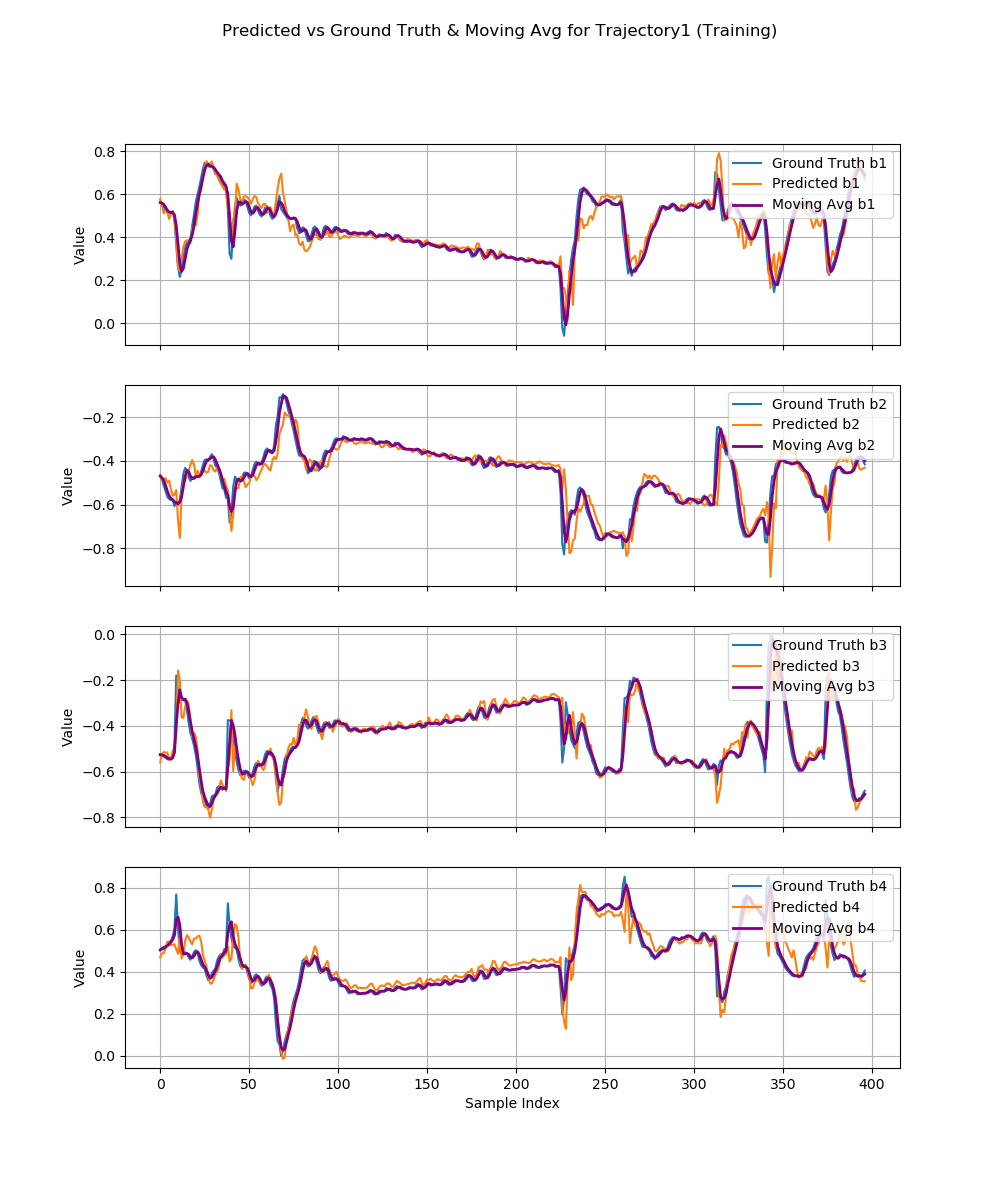 Predicted vs Ground Truth & Moving Avg for Trajectory1 (Training)
0.8
0.6
0.4
0.2
0.0
Value
Ground Truth b1
Predicted b1
Moving Avg b1
−0.2
−0.4
−0.6
−0.8
Value
Ground Truth b2
Predicted b2
Moving Avg b2
0.0
−0.2
−0.4
−0.6
−0.8
Value
Ground Truth b3
Predicted b3
Moving Avg b3
0.8
0.6
0.4
0.2
0.0
Value
Ground Truth b4
Predicted b4
Moving Avg b4
0 50 100 150 200 250 300 350 400
Sample Index